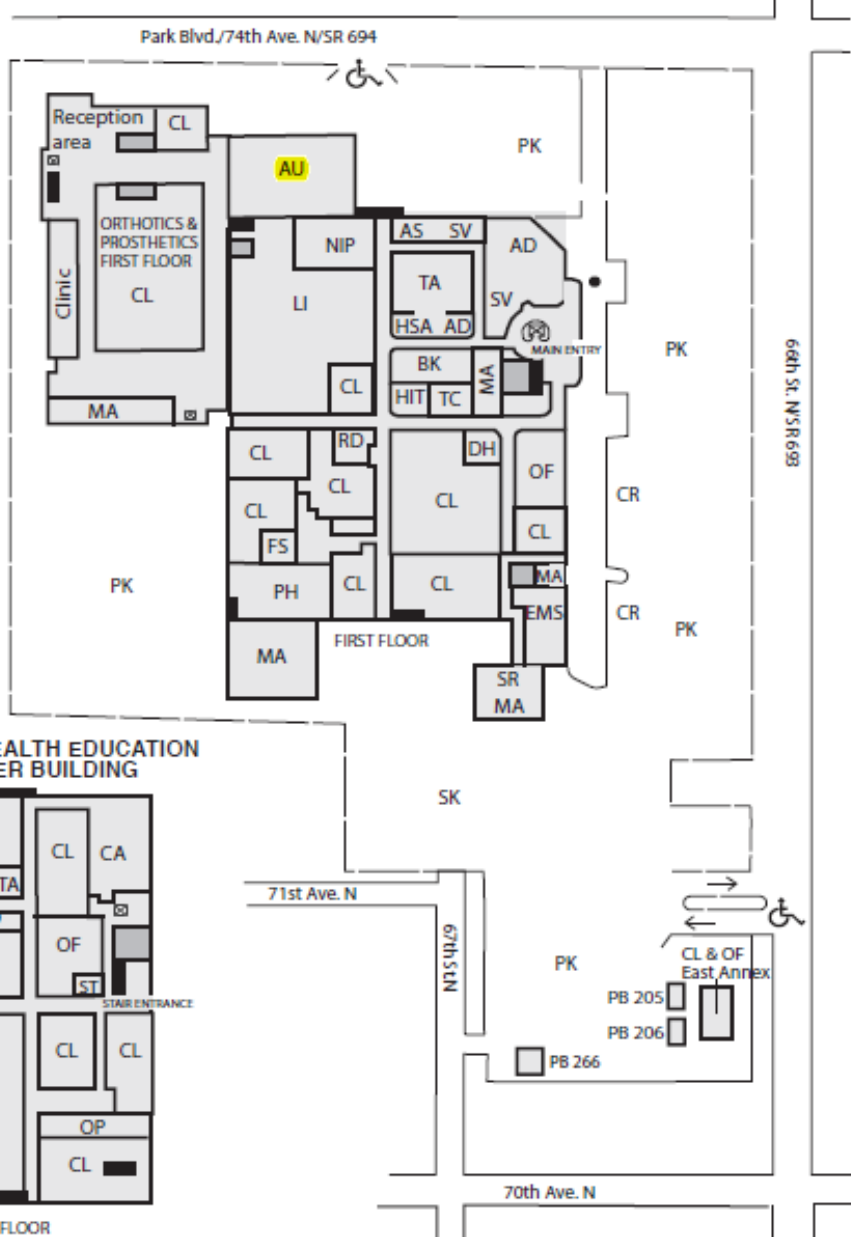 Park Blvd./74th Ave. N/SR 694
Reception
area
CL
AU
PK
ORTHOTICS &
PROSTHETICS
FIRST FLOOR
CL
Clinic
MA
NIP
LI
CL
AS SV
AD
TA
SV
HSA AD
MAIN ENTRY
BK
MA
HIT TC
PK
66th St. N/SR 693
CL
RD
CL
CL
FS
PH
CL
MA
DH
CL
OF
CL
CL
MA
EMS
CR
CR
PK
PK
FIRST FLOOR
SR
MA
EALTH EDUCATION
ER BUILDING
SK
CL
CA
TA
OF
ST
STAIR ENTRANCE
CL
CL
OP
CL
FLOOR
71st Ave. N
67th St.N
PK
CL & OF
East Annex
PB 205
PB 206
PB 266
70th Ave. N